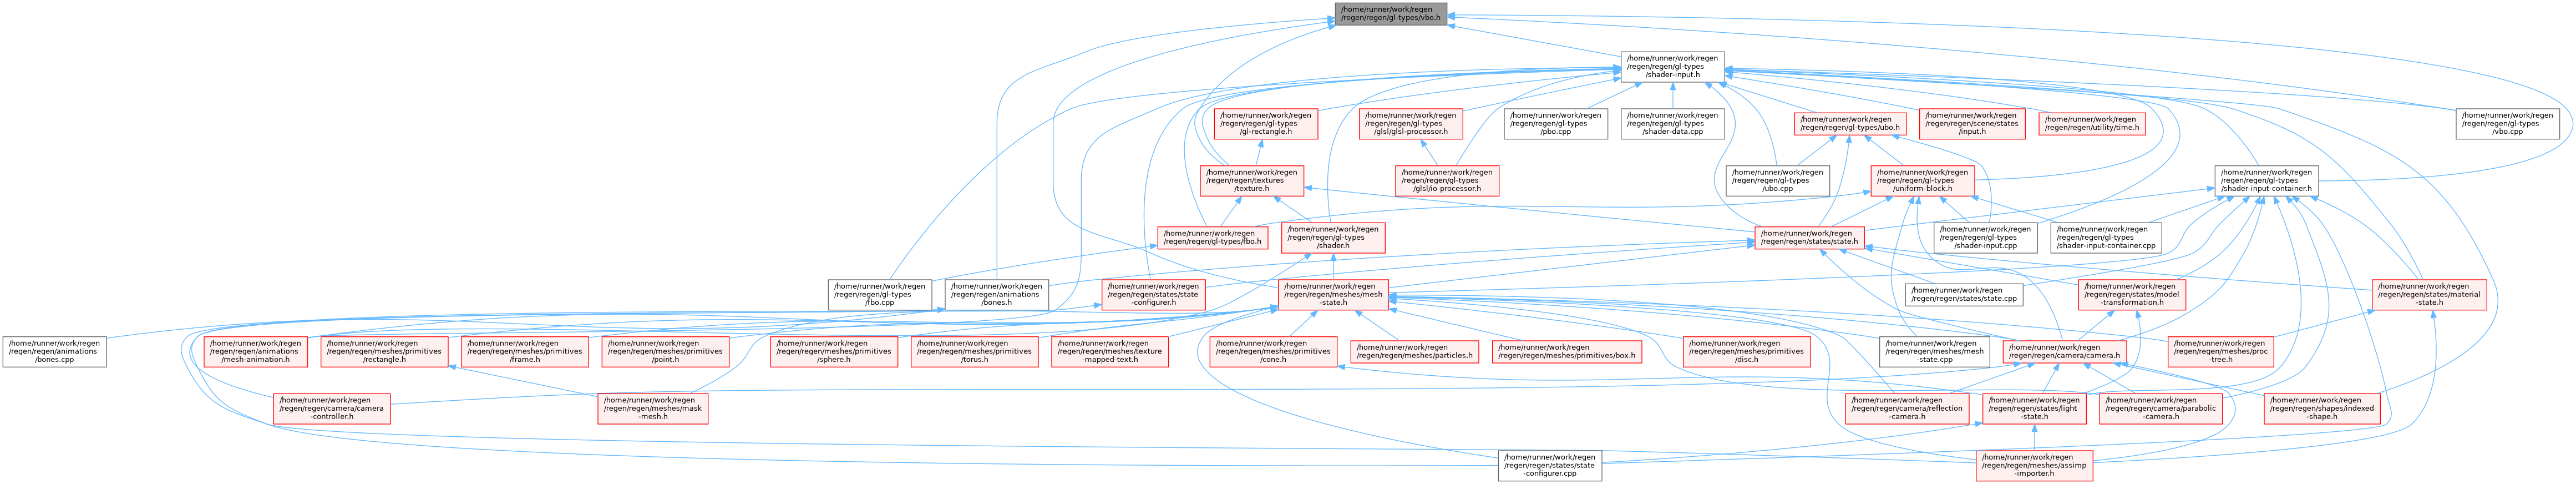 /home/runner/work/regen
/regen/regen/gl-types/vbo.h
/home/runner/work/regen
/regen/regen/gl-types
/shader-input.h
/home/runner/work/regen
/regen/regen/gl-types
/gl-rectangle.h
/home/runner/work/regen
/regen/regen/gl-types
/glsl/glsl-processor.h
/home/runner/work/regen
/regen/regen/gl-types
/pbo.cpp
/home/runner/work/regen
/regen/regen/gl-types
/shader-data.cpp
/home/runner/work/regen
/regen/regen/gl-types/ubo.h
/home/runner/work/regen
/regen/regen/scene/states
/input.h
/home/runner/work/regen
/regen/regen/utility/time.h
/home/runner/work/regen
/regen/regen/gl-types
/vbo.cpp
/home/runner/work/regen
/regen/regen/textures
/texture.h
/home/runner/work/regen
/regen/regen/gl-types
/glsl/io-processor.h
/home/runner/work/regen
/regen/regen/gl-types
/ubo.cpp
/home/runner/work/regen
/regen/regen/gl-types
/uniform-block.h
/home/runner/work/regen
/regen/regen/gl-types
/shader-input-container.h
/home/runner/work/regen
/regen/regen/gl-types/fbo.h
/home/runner/work/regen
/regen/regen/gl-types
/shader.h
/home/runner/work/regen
/regen/regen/states/state.h
/home/runner/work/regen
/regen/regen/gl-types
/shader-input.cpp
/home/runner/work/regen
/regen/regen/gl-types
/shader-input-container.cpp
/home/runner/work/regen
/regen/regen/gl-types
/fbo.cpp
/home/runner/work/regen
/regen/regen/animations
/bones.h
/home/runner/work/regen
/regen/regen/states/state
-configurer.h
/home/runner/work/regen
/regen/regen/meshes/mesh
-state.h
/home/runner/work/regen
/regen/regen/states/state.cpp
/home/runner/work/regen
/regen/regen/states/model
-transformation.h
/home/runner/work/regen
/regen/regen/states/material
-state.h
/home/runner/work/regen
/regen/regen/animations
/bones.cpp
/home/runner/work/regen
/regen/regen/animations
/mesh-animation.h
/home/runner/work/regen
/regen/regen/meshes/primitives
/rectangle.h
/home/runner/work/regen
/regen/regen/meshes/primitives
/frame.h
/home/runner/work/regen
/regen/regen/meshes/primitives
/point.h
/home/runner/work/regen
/regen/regen/meshes/primitives
/sphere.h
/home/runner/work/regen
/regen/regen/meshes/primitives
/torus.h
/home/runner/work/regen
/regen/regen/meshes/texture
-mapped-text.h
/home/runner/work/regen
/regen/regen/meshes/primitives
/cone.h
/home/runner/work/regen
/regen/regen/meshes/particles.h
/home/runner/work/regen
/regen/regen/meshes/primitives/box.h
/home/runner/work/regen
/regen/regen/meshes/primitives
/disc.h
/home/runner/work/regen
/regen/regen/meshes/mesh
-state.cpp
/home/runner/work/regen
/regen/regen/camera/camera.h
/home/runner/work/regen
/regen/regen/meshes/proc
-tree.h
/home/runner/work/regen
/regen/regen/camera/camera
-controller.h
/home/runner/work/regen
/regen/regen/meshes/mask
-mesh.h
/home/runner/work/regen
/regen/regen/camera/reflection
-camera.h
/home/runner/work/regen
/regen/regen/states/light
-state.h
/home/runner/work/regen
/regen/regen/camera/parabolic
-camera.h
/home/runner/work/regen
/regen/regen/shapes/indexed
-shape.h
/home/runner/work/regen
/regen/regen/states/state
-configurer.cpp
/home/runner/work/regen
/regen/regen/meshes/assimp
-importer.h